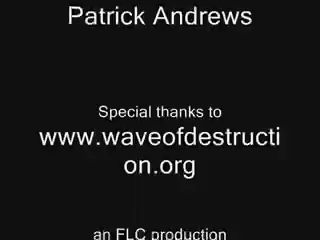 Patrick Andrews
Special thanks to
www.waveofdestructi
on.org
an FLC production